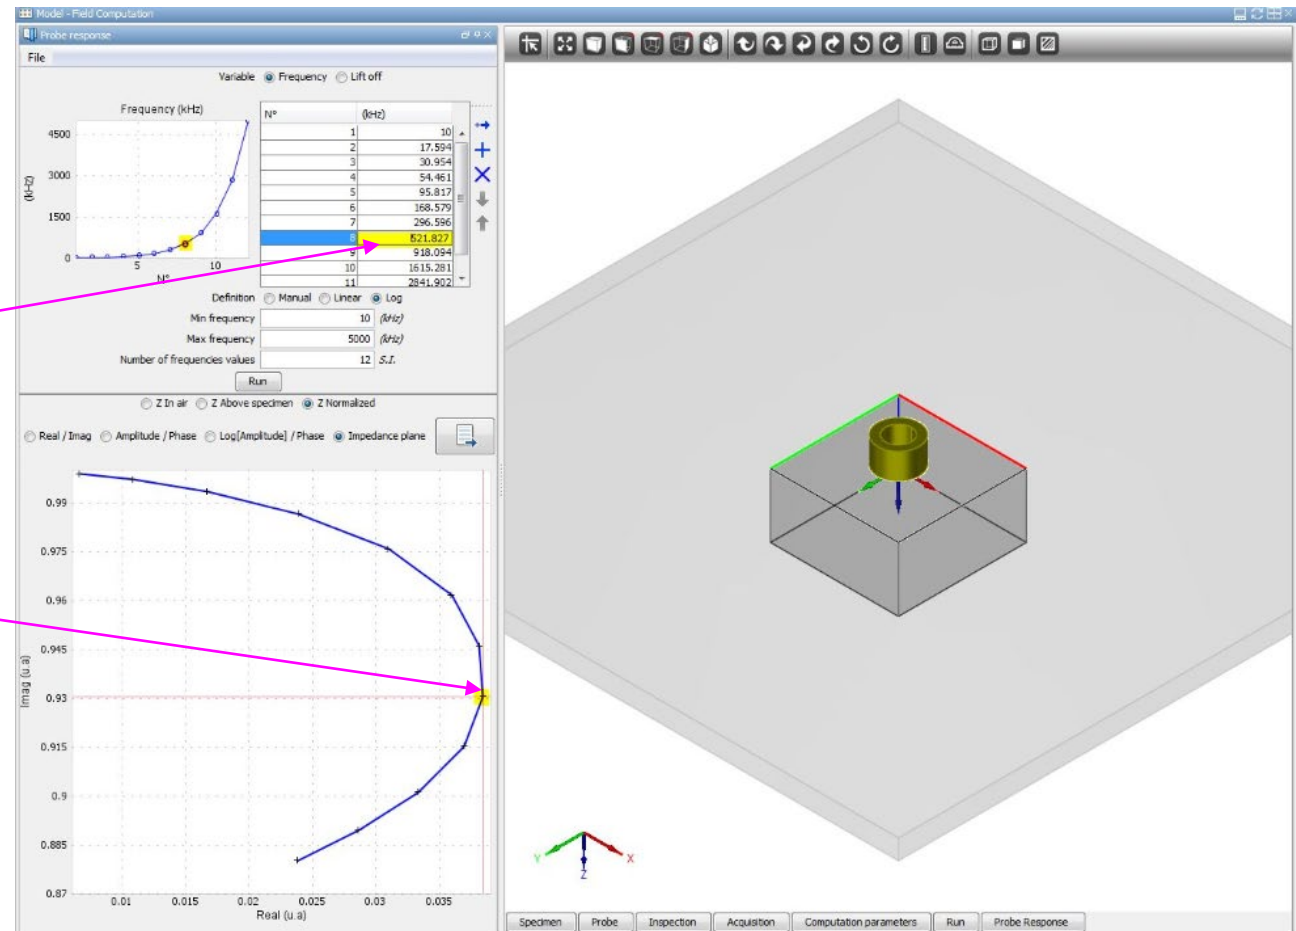 Model - Field Computation
Probe response
File
Variable Frequency Lift off
Frequency (kHz)
N° (kHz)
1 10
2 17.594
3 30.954
4 54.461
5 95.817
6 168.579
7 296.596
8 521.827
9 918.094
10 1615.281
11 2841.902
4500
3000
1500
0
(kHz)
5 10
N°
Definition Manual Linear Log
Min frequency 10 (kHz)
Max frequency 5000 (kHz)
Number of frequencies values 12 S.I.
Run
Z In air Z Above specimen Z Normalized
Real / Imag Amplitude / Phase Log[Amplitude] / Phase Impedance plane
0.99
0.975
0.96
0.945
0.93
0.915
0.9
0.885
0.87
Imag (u.a)
0.01 0.015 0.02 0.025 0.03 0.035
Real (u.a)
Y X
Z
Specimen Probe Inspection Acquisition Computation parameters Run Probe Response